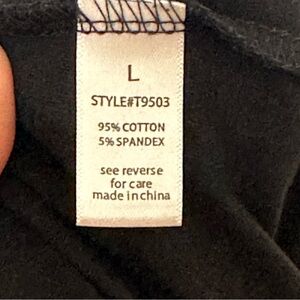 L
STYLE#T9503
95% COTTON
5% SPANDEX
see reverse
for care
made in china